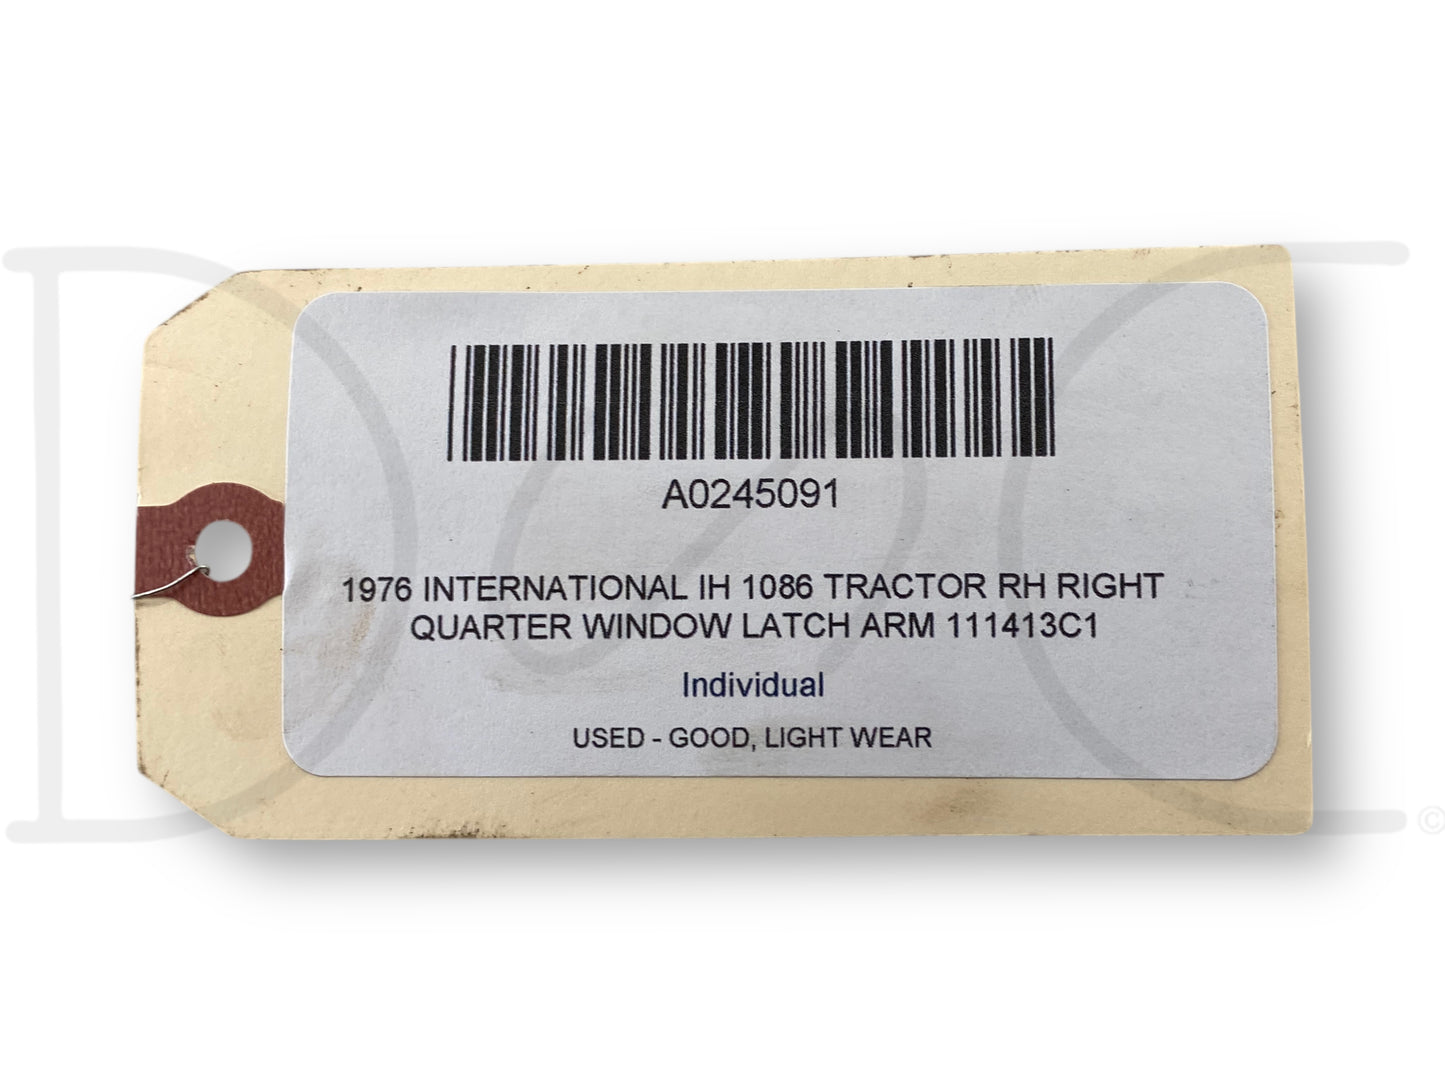 A0245091
1976 INTERNATIONAL IH 1086 TRACTOR RH RIGHT
QUARTER WINDOW LATCH ARM 111413C1
Individual
USED - GOOD, LIGHT WEAR
©